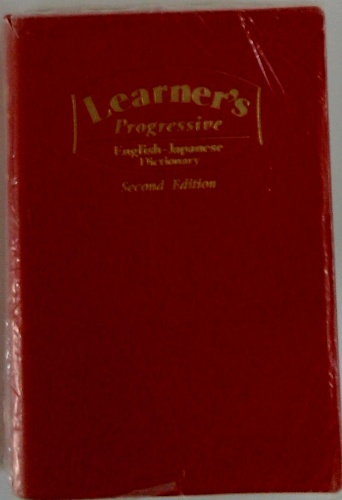 Learner's
Progressive
English-Japanese
Dictionary
Second Edition